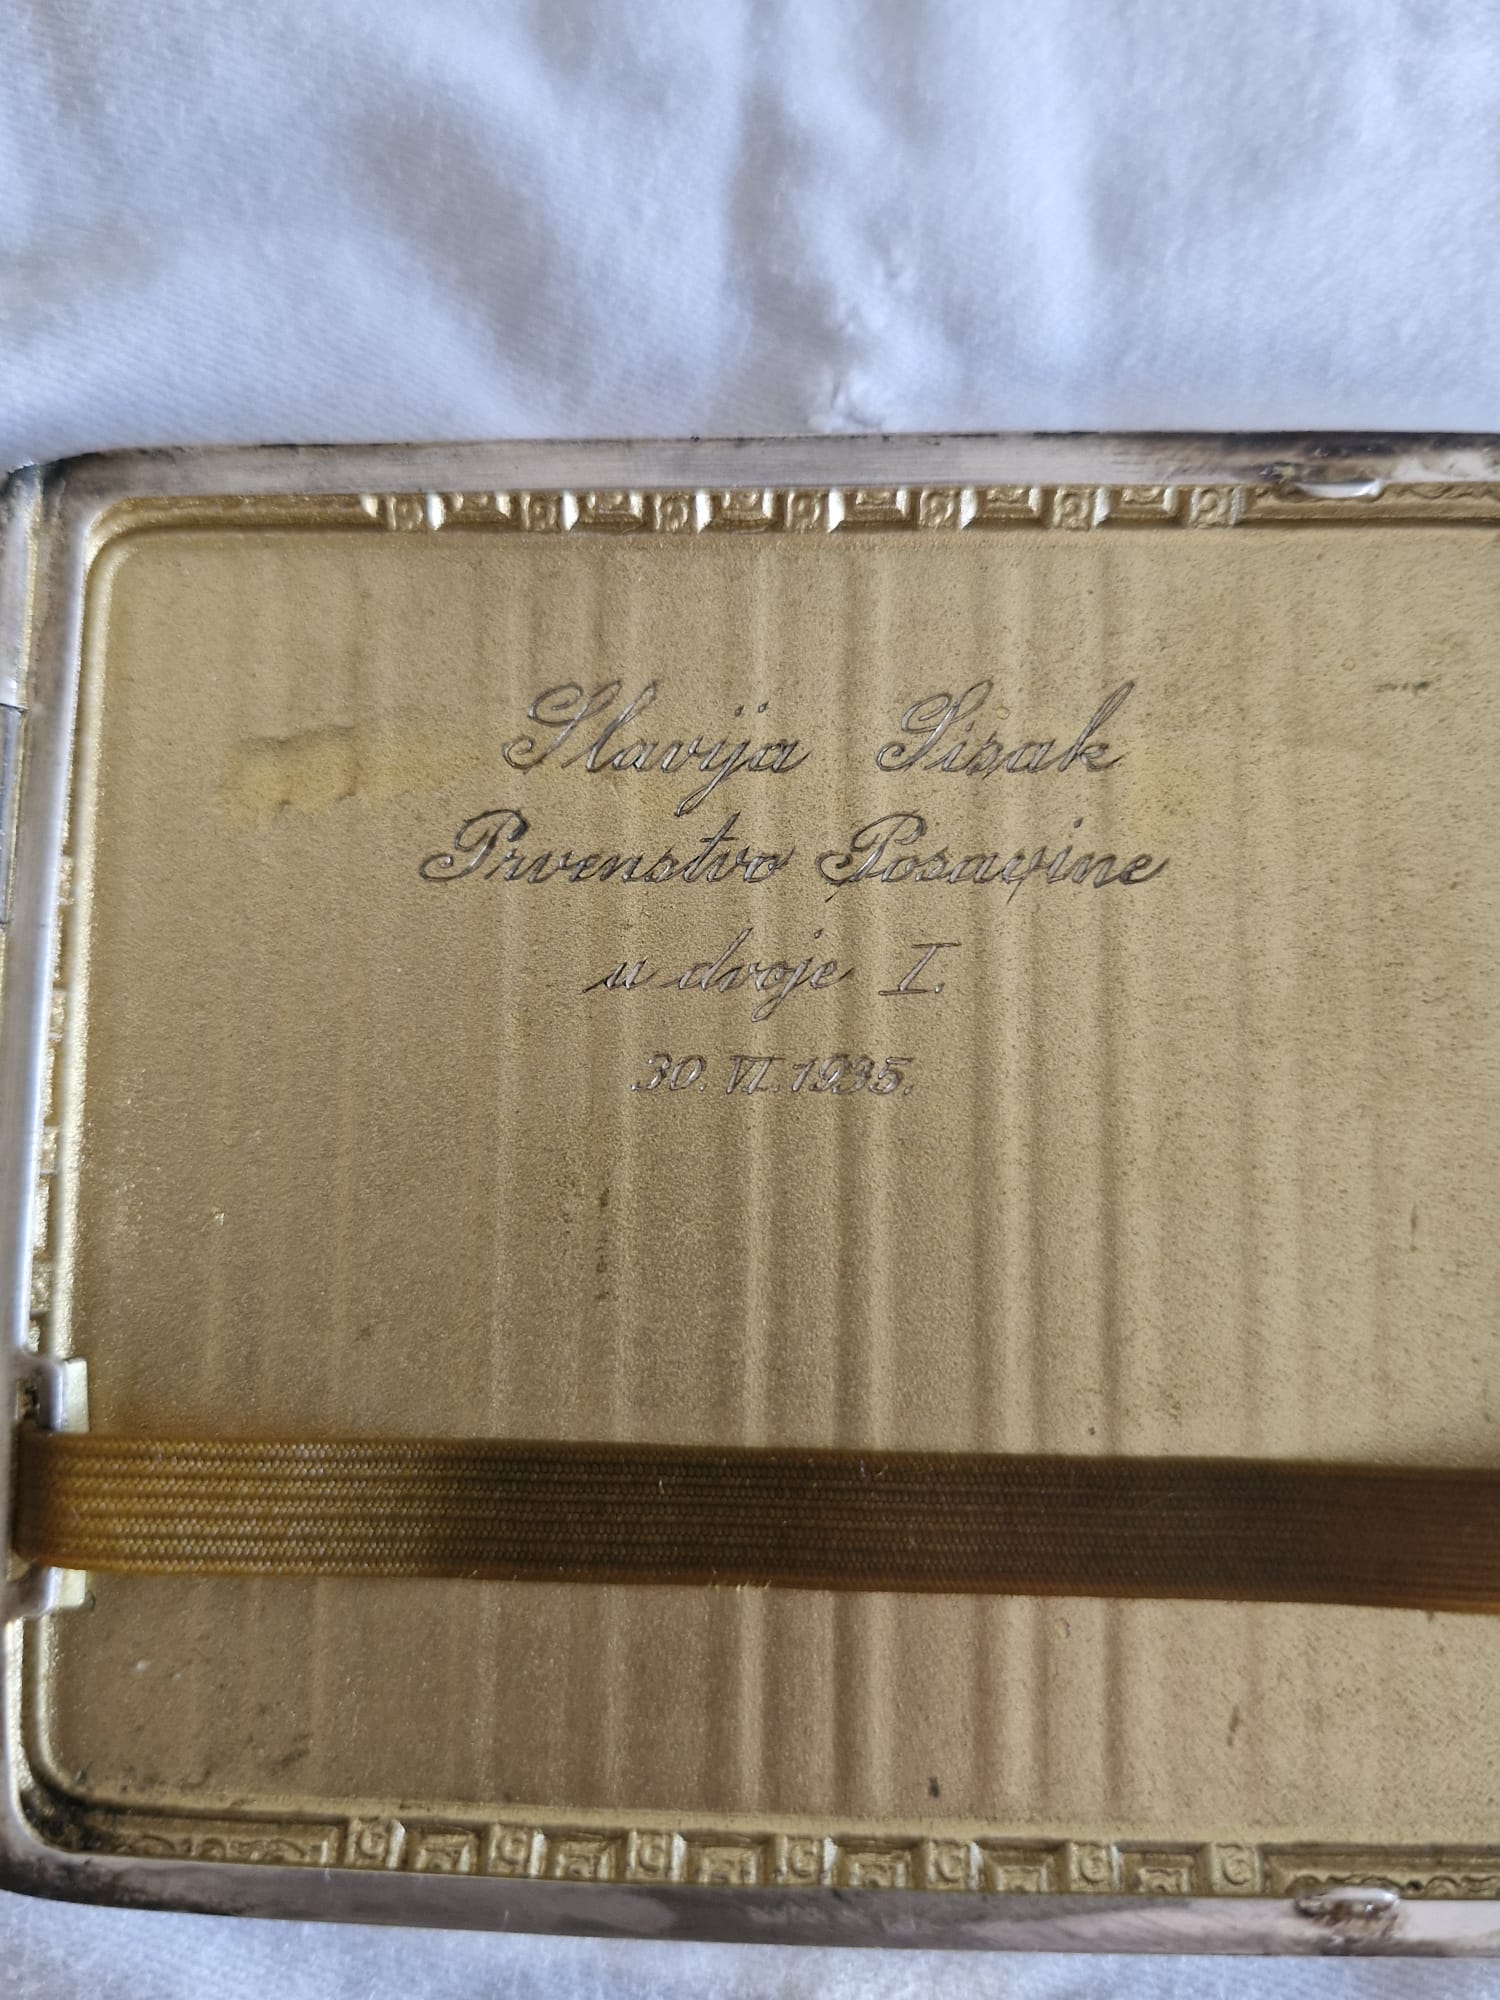 Slavija Sisak
Prvenstvo Posavine
u dvoje I.
30. VI. 1935.